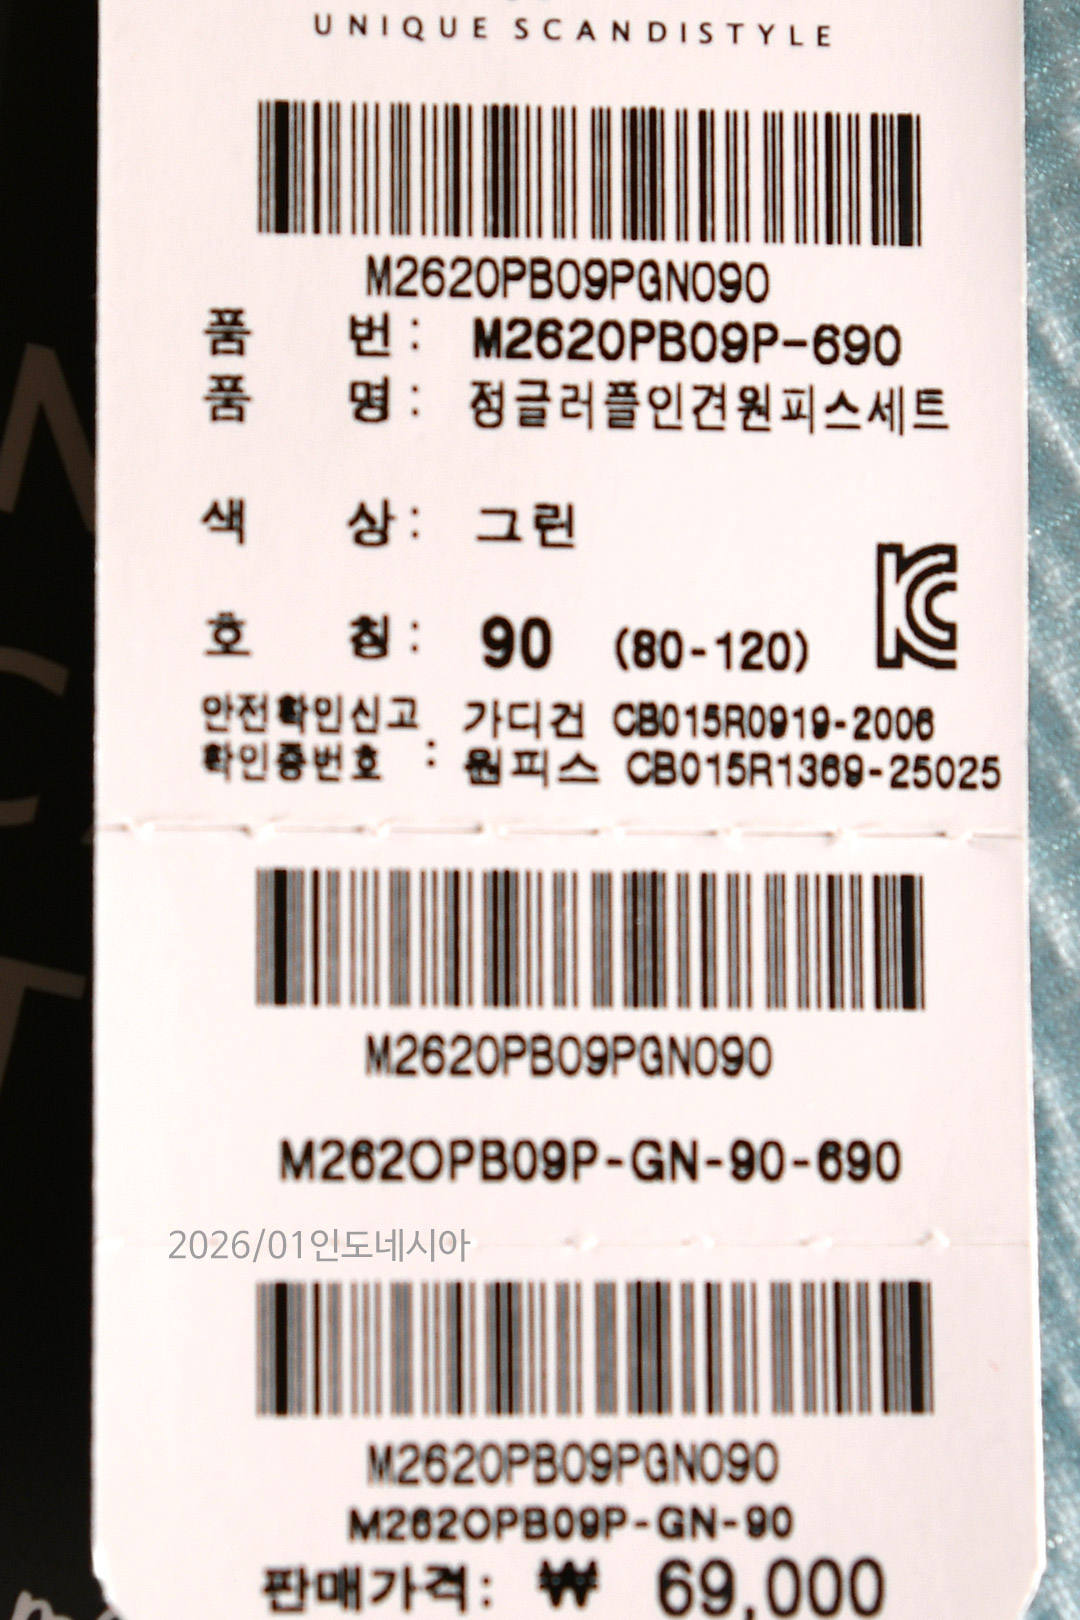 UNIQUE SCANDISTYLE
M2620PB09PGN090
품 번 : M2620PB09P-690
품 명 : 정글러플인견원피스세트
색 상 : 그린
호 칭 : 90 (80-120)
안전확인신고 확인증번호 : 가디건 CB015R0919-2006
원피스 CB015R1369-25025
M2620PB09PGN090
M2620PB09P-GN-90-690
2026/01인도네시아
M2620PB09PGN090
M2620PB09P-GN-90
판매가격: ₩ 69,000